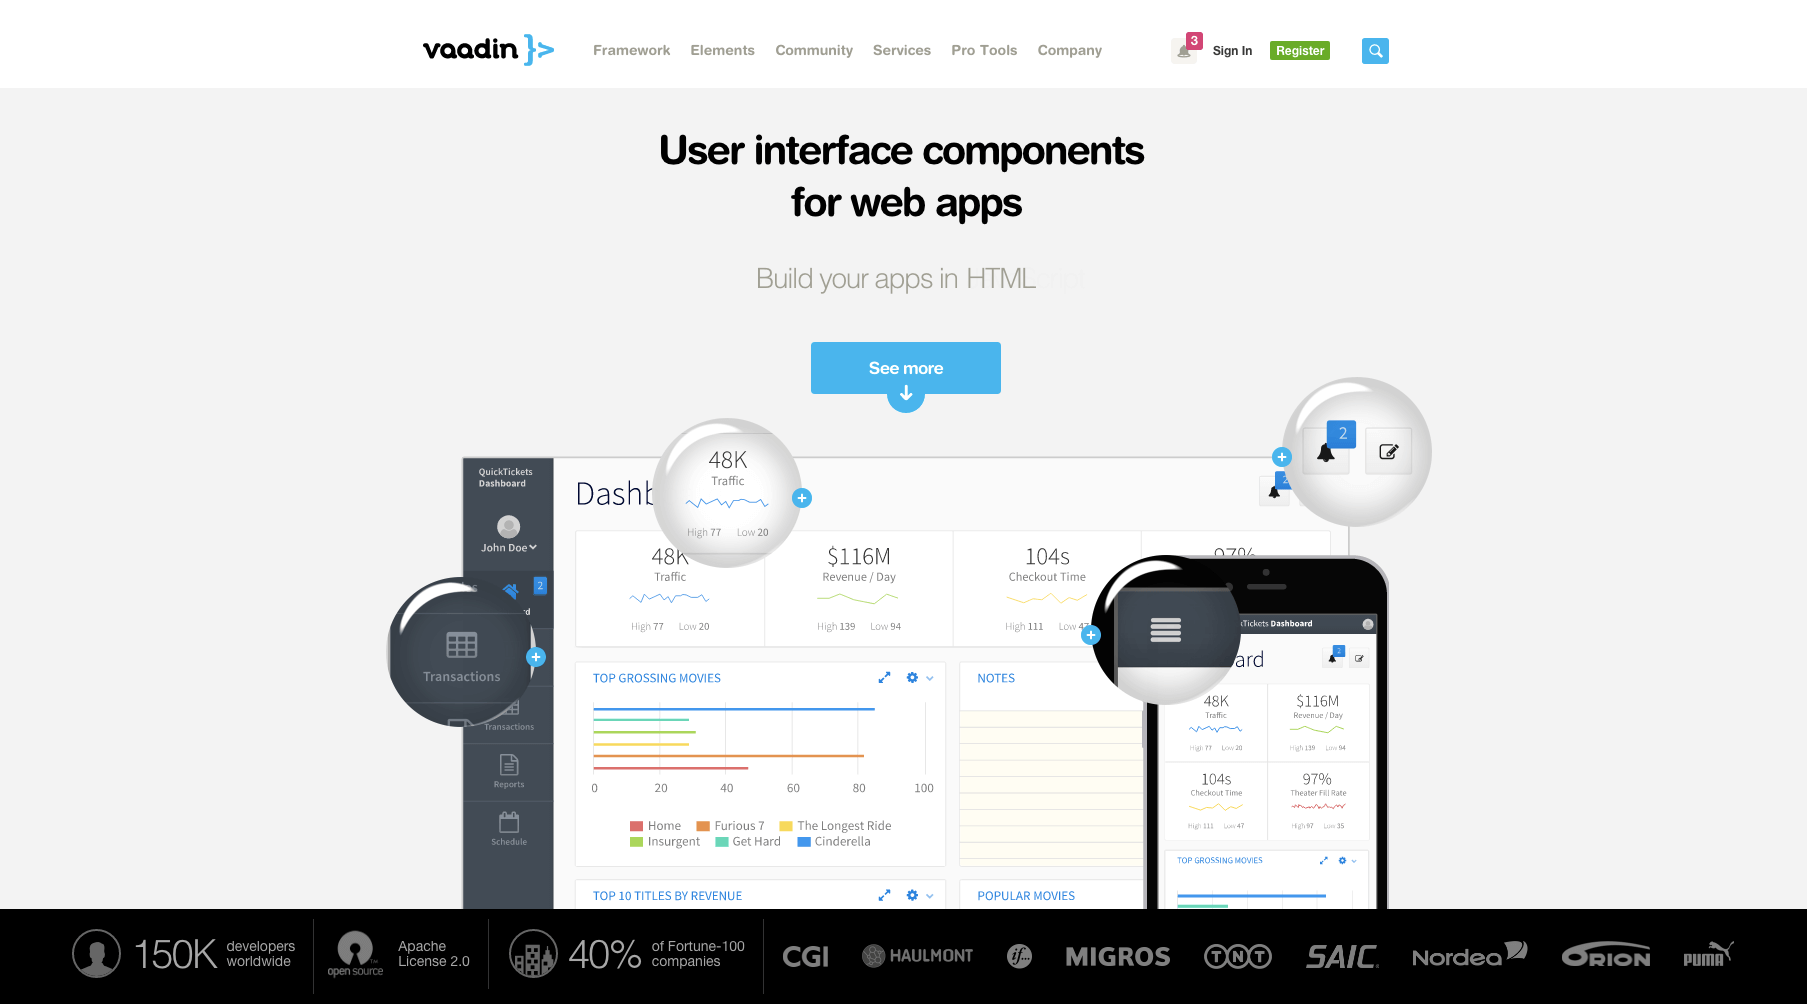 vaadin }>
Framework Elements Community Services Pro Tools Company
3
Sign In
Register
User interface components
for web apps
Build your apps in HTML
See more
2
48K
Traffic
High 77 Low 20
QuickTickets
Dashboard
John Doe
2
Transactions
Transactions
Reports
Schedule
48K
Traffic
High 77 Low 20
$116M
Revenue / Day
High 139 Low 94
104s
Checkout Time
High 111 Low 47
97%
TOP GROSSING MOVIES
0 20 40 60 80 100
Home Furious 7 The Longest Ride
Insurgent Get Hard Cinderella
NOTES
TOP 10 TITLES BY REVENUE
POPULAR MOVIES
Tickets Dashboard
ard
2
48K
Traffic
High 77 Low 20
$116M
Revenue / Day
High 139 Low 94
104s
Checkout Time
High 111 Low 47
97%
Theater Fill Rate
High 97 Low 35
TOP GROSSING MOVIES
150K developers
worldwide
open source
Apache
License 2.0
40% of Fortune-100
companies
CGI
HAULMONT
if...
MIGROS
TNT
SAIC
Nordea
ORION
PUMA